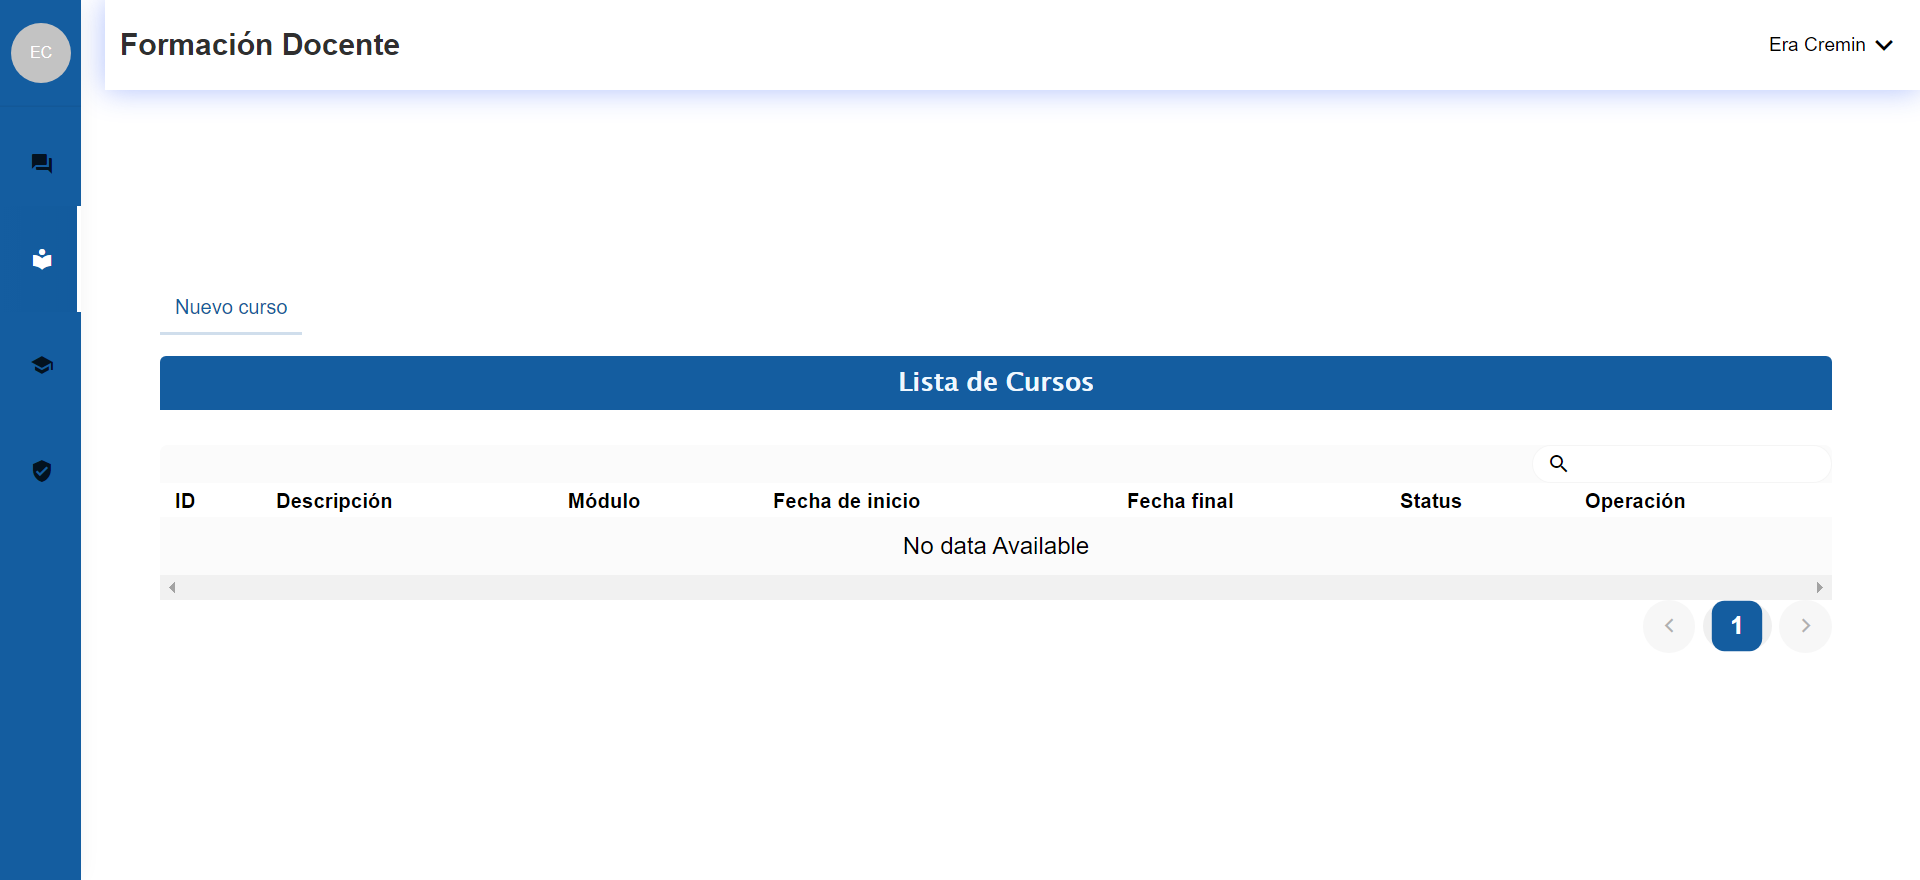 EC
Formación Docente
Era Cremin
Nuevo curso
Lista de Cursos
ID Descripción Módulo Fecha de inicio Fecha final Status Operación
No data Available
1